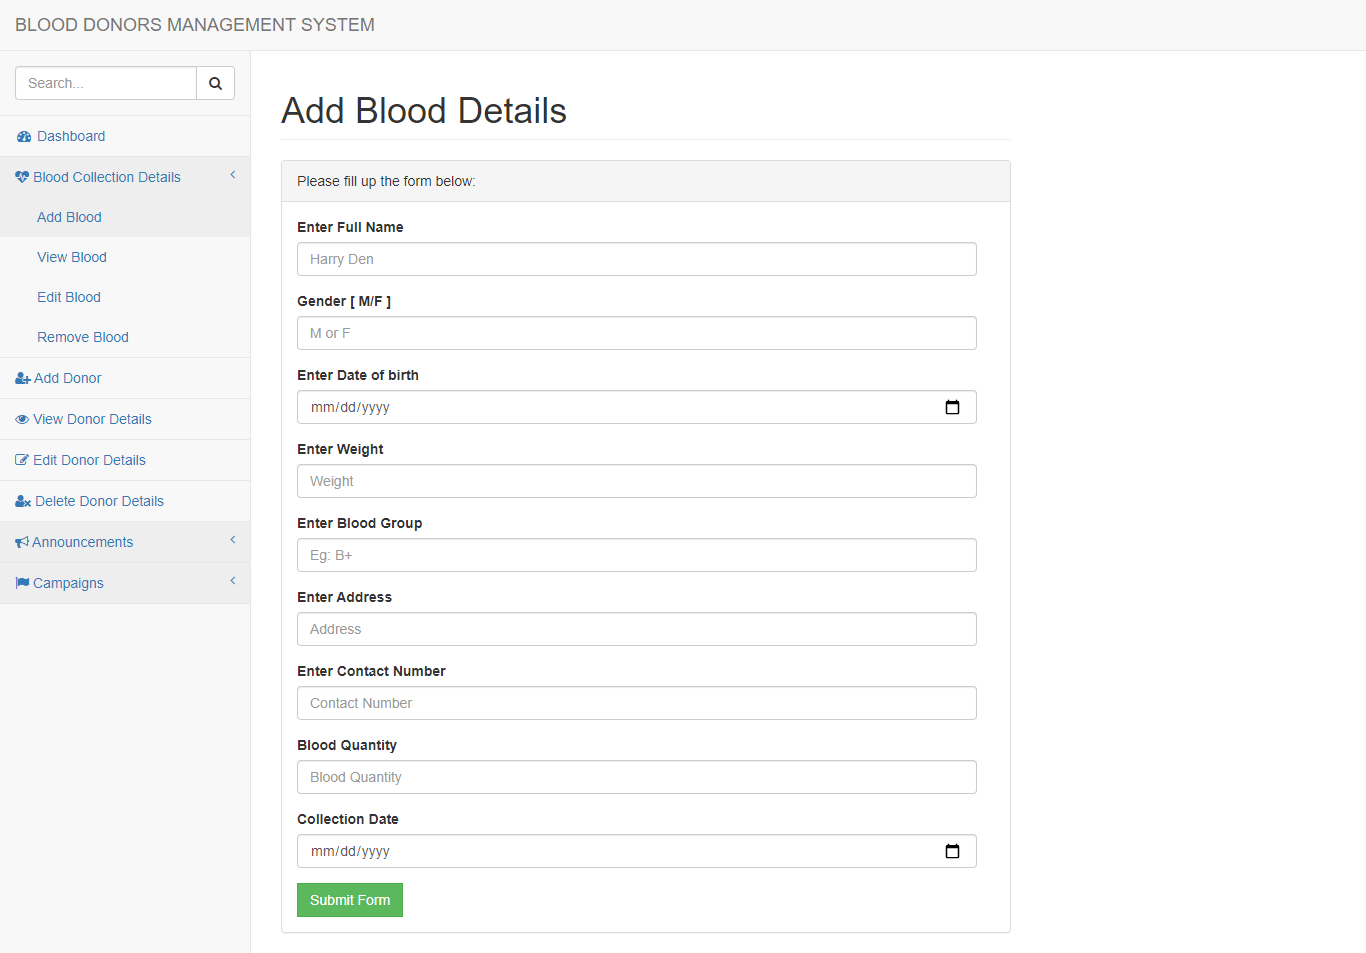 BLOOD DONORS MANAGEMENT SYSTEM
Search...
Dashboard
Blood Collection Details
Add Blood
View Blood
Edit Blood
Remove Blood
Add Donor
View Donor Details
Edit Donor Details
Delete Donor Details
Announcements
Campaigns
Add Blood Details
Please fill up the form below:
Enter Full Name
Harry Den
Gender [ M/F ]
M or F
Enter Date of birth
mm/dd/yyyy
Enter Weight
Weight
Enter Blood Group
Eg: B+
Enter Address
Address
Enter Contact Number
Contact Number
Blood Quantity
Blood Quantity
Collection Date
mm/dd/yyyy
Submit Form